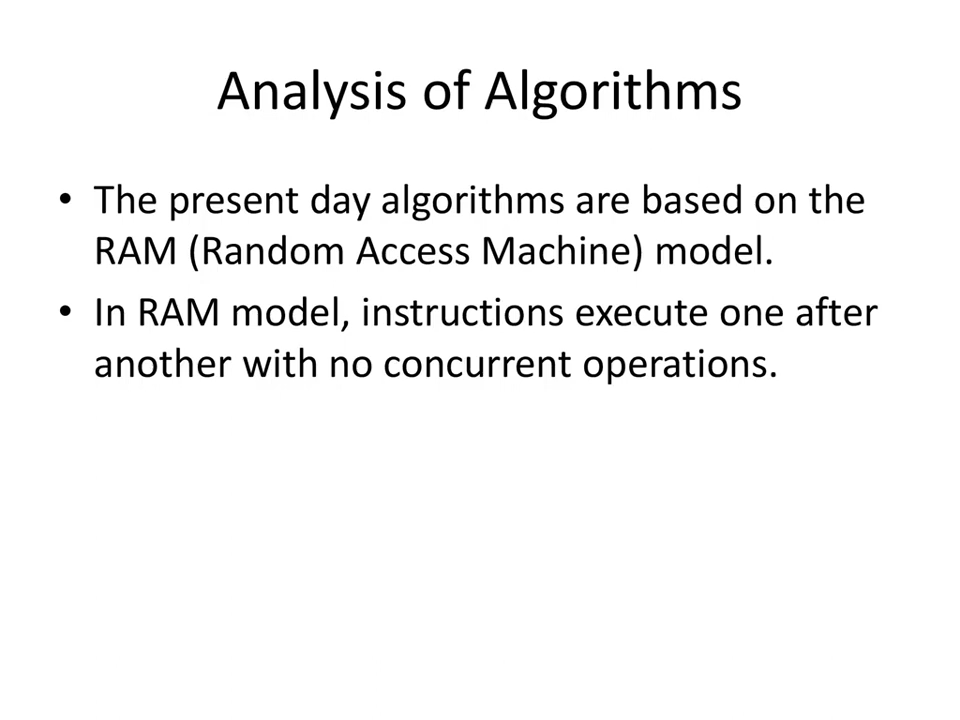 Analysis of Algorithms
• The present day algorithms are based on the
RAM (Random Access Machine) model.
• In RAM model, instructions execute one after
another with no concurrent operations.